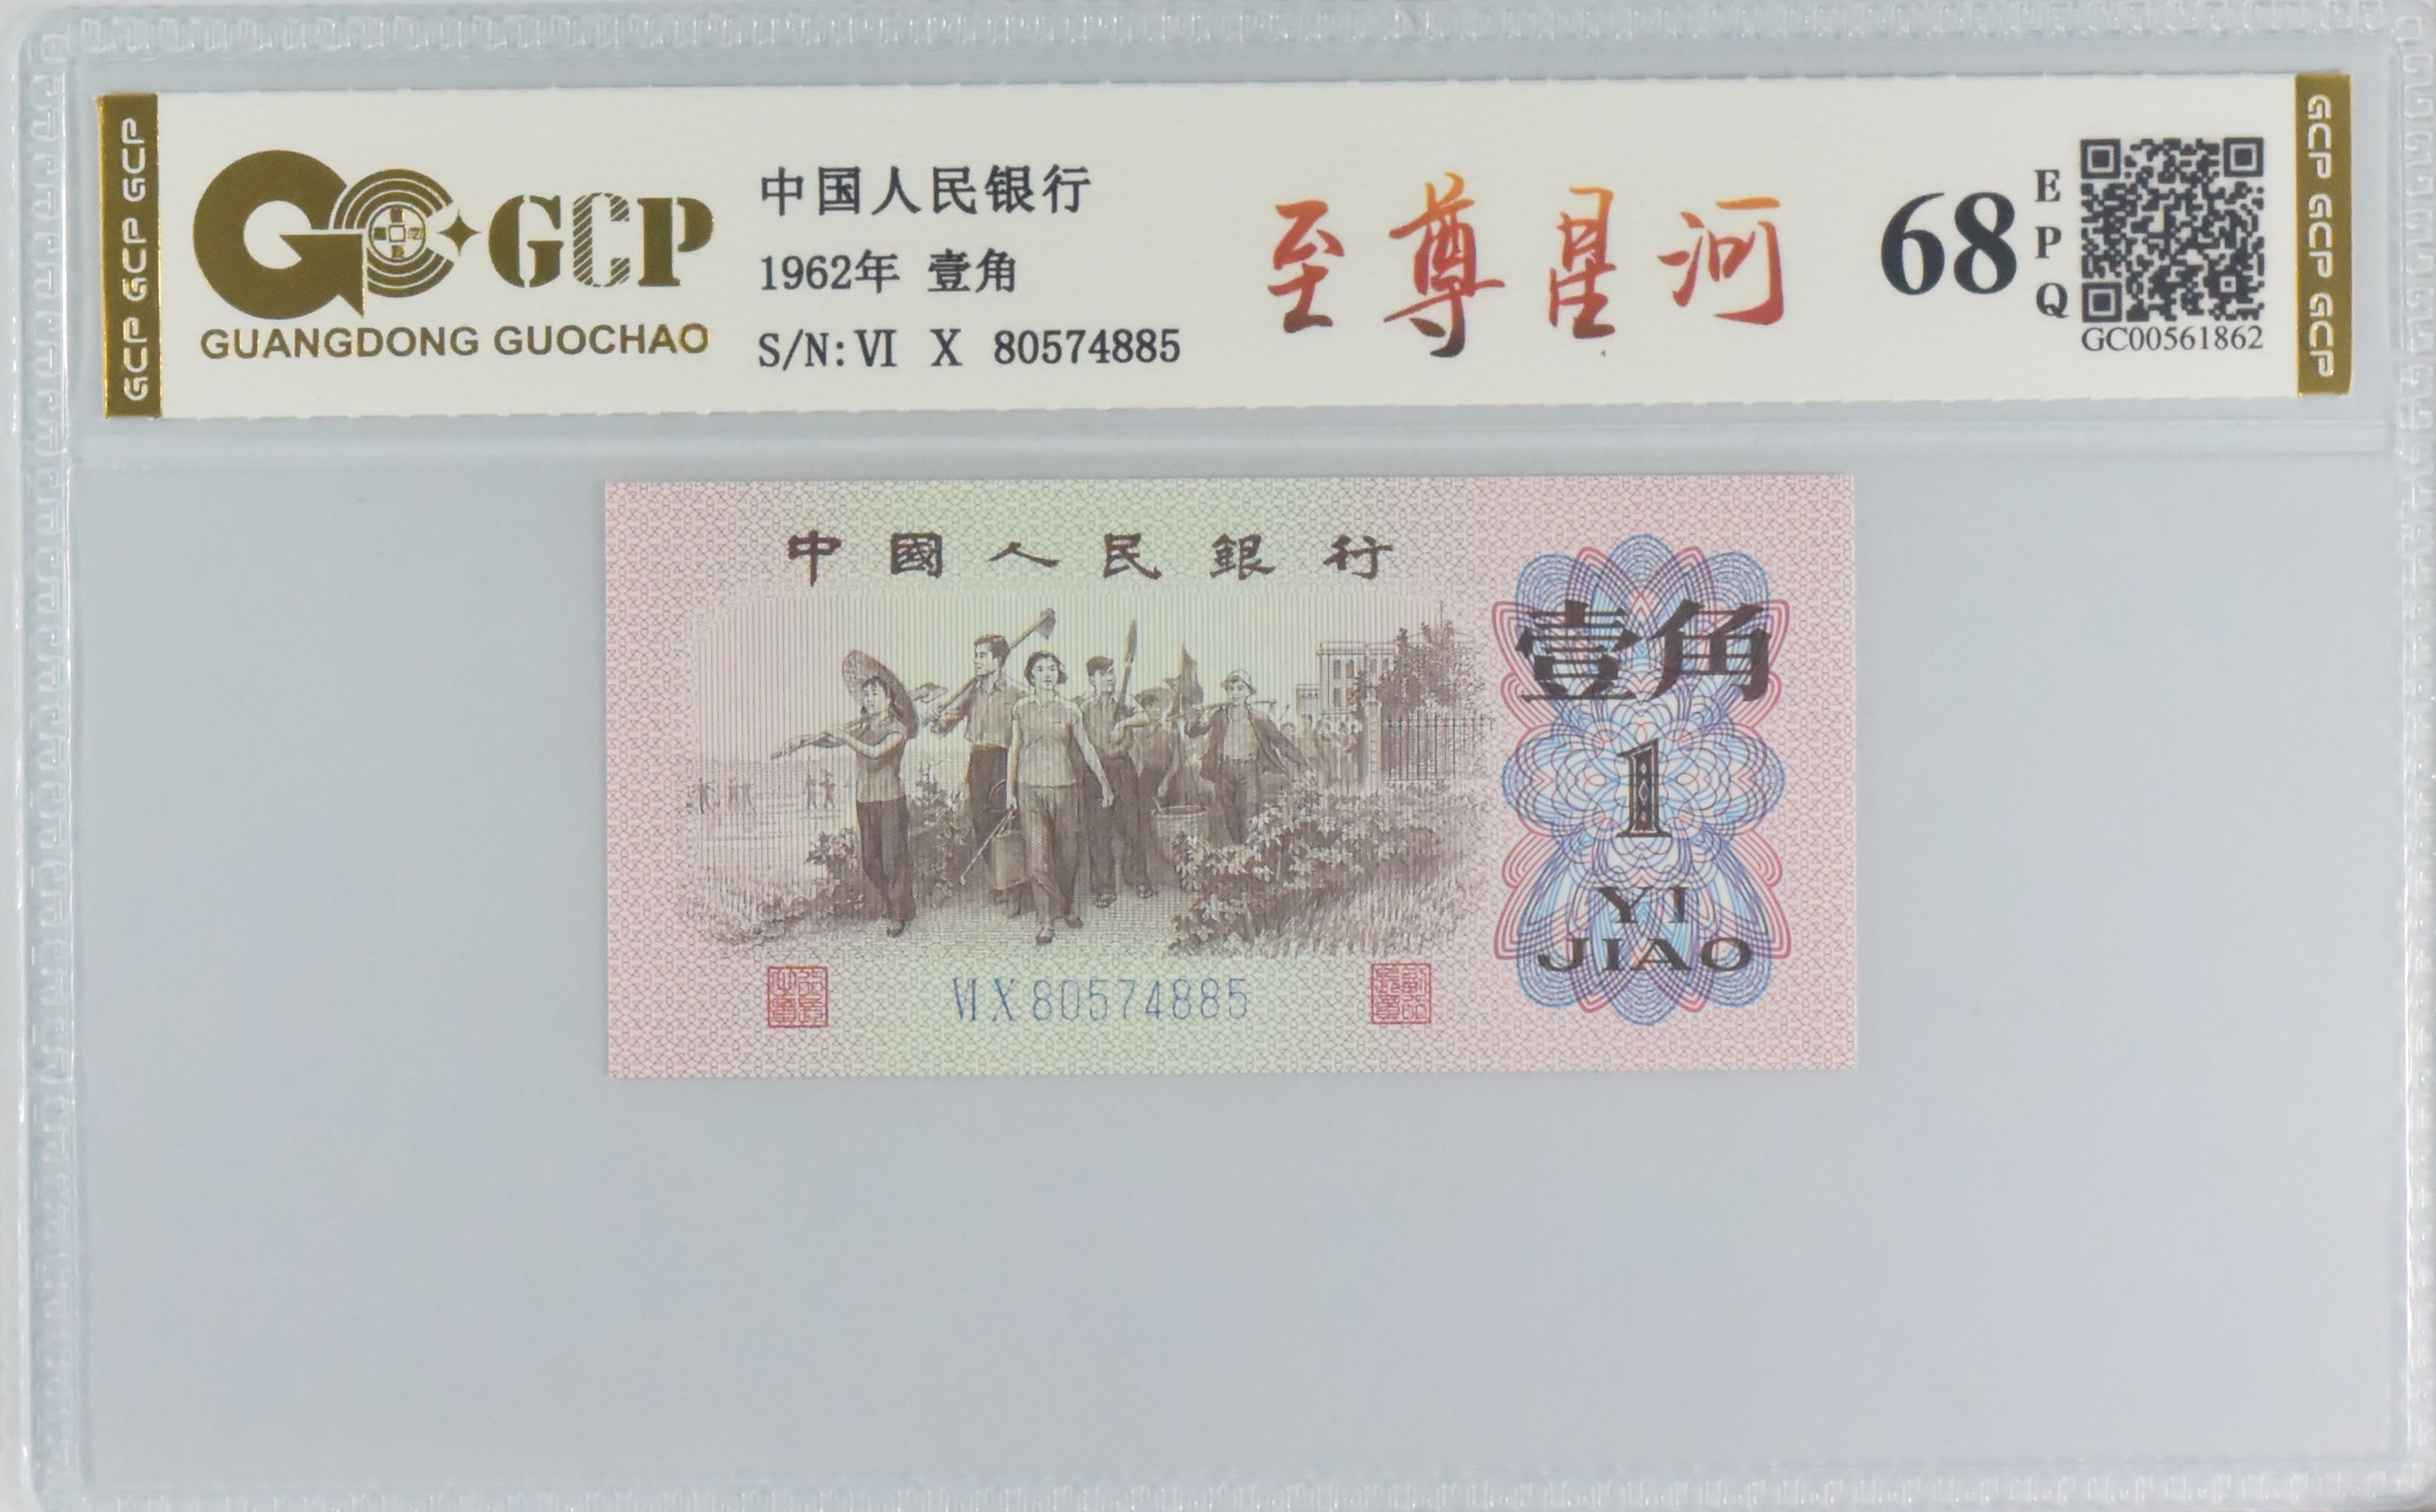 GCP GCP GCP
GCP
GUANGDONG GUOCHAO
中国人民银行
1962年 壹角
S/N: VI X 80574885
至尊星河
68
E
P
Q
GC00561862
GCP GCP GCP
中國人民銀行
壹角
1
YI
JIAO
VI X 80574885